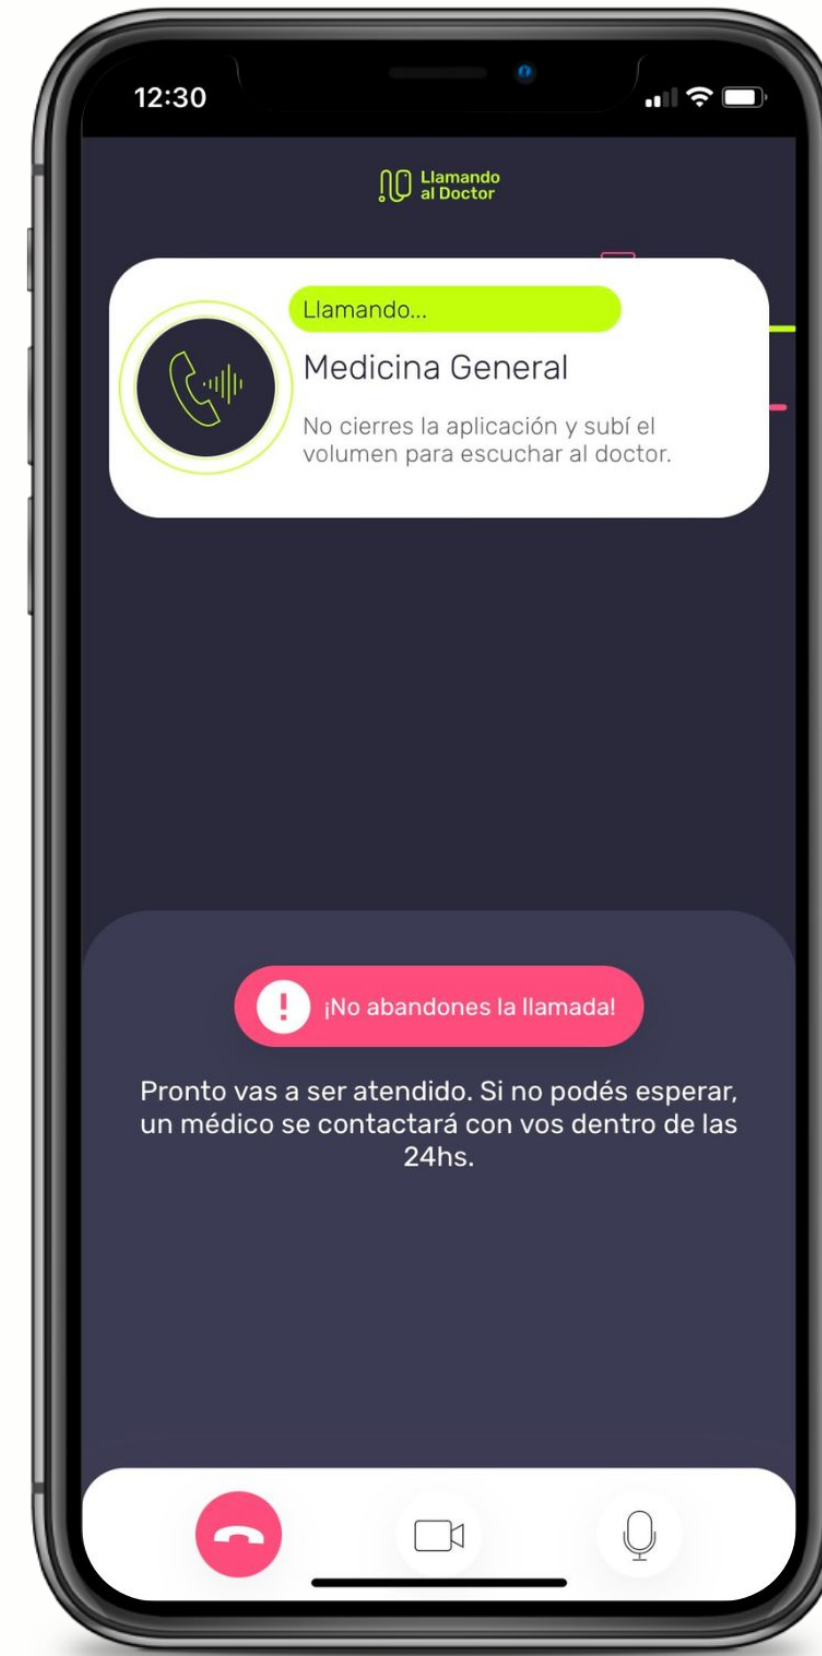 12:30
Llamando
al Doctor
Llamando...
Medicina General
No cierres la aplicación y subí el
volumen para escuchar al doctor.
¡No abandones la llamada!
Pronto vas a ser atendido. Si no podés esperar,
un médico se contactará con vos dentro de las
24hs.